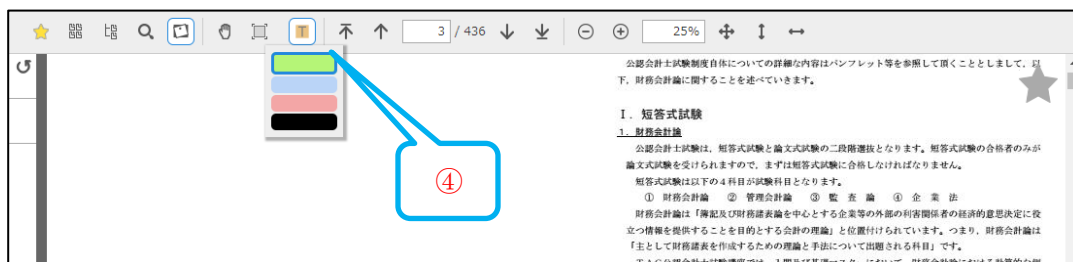 T 3 / 436 25%
公認会計士試験制度自体についての詳細な内容はパンフレット等を参照して頂くこととしまして、以
下、財務会計論に関することを述べていきます。
Ⅰ．短答式試験
1．財務会計論
公認会計士試験は、短答式試験と論文式試験の二段階選抜となります。短答式試験の合格者のみが
論文式試験を受けられますので、まずは短答式試験に合格しなければなりません。
短答式試験は以下の4科目が試験科目となります。
① 財務会計論 ② 管理会計論 ③ 監 査 論 ④ 企 業 法
財務会計論は「簿記及び財務諸表論を中心とする企業等の外部の利害関係者の経済的意思決定に役
立つ情報を提供することを目的とする会計の理論」と位置付けられています。つまり、財務会計論は
「主として財務諸表を作成するための理論と手法について出題される科目」です。
④